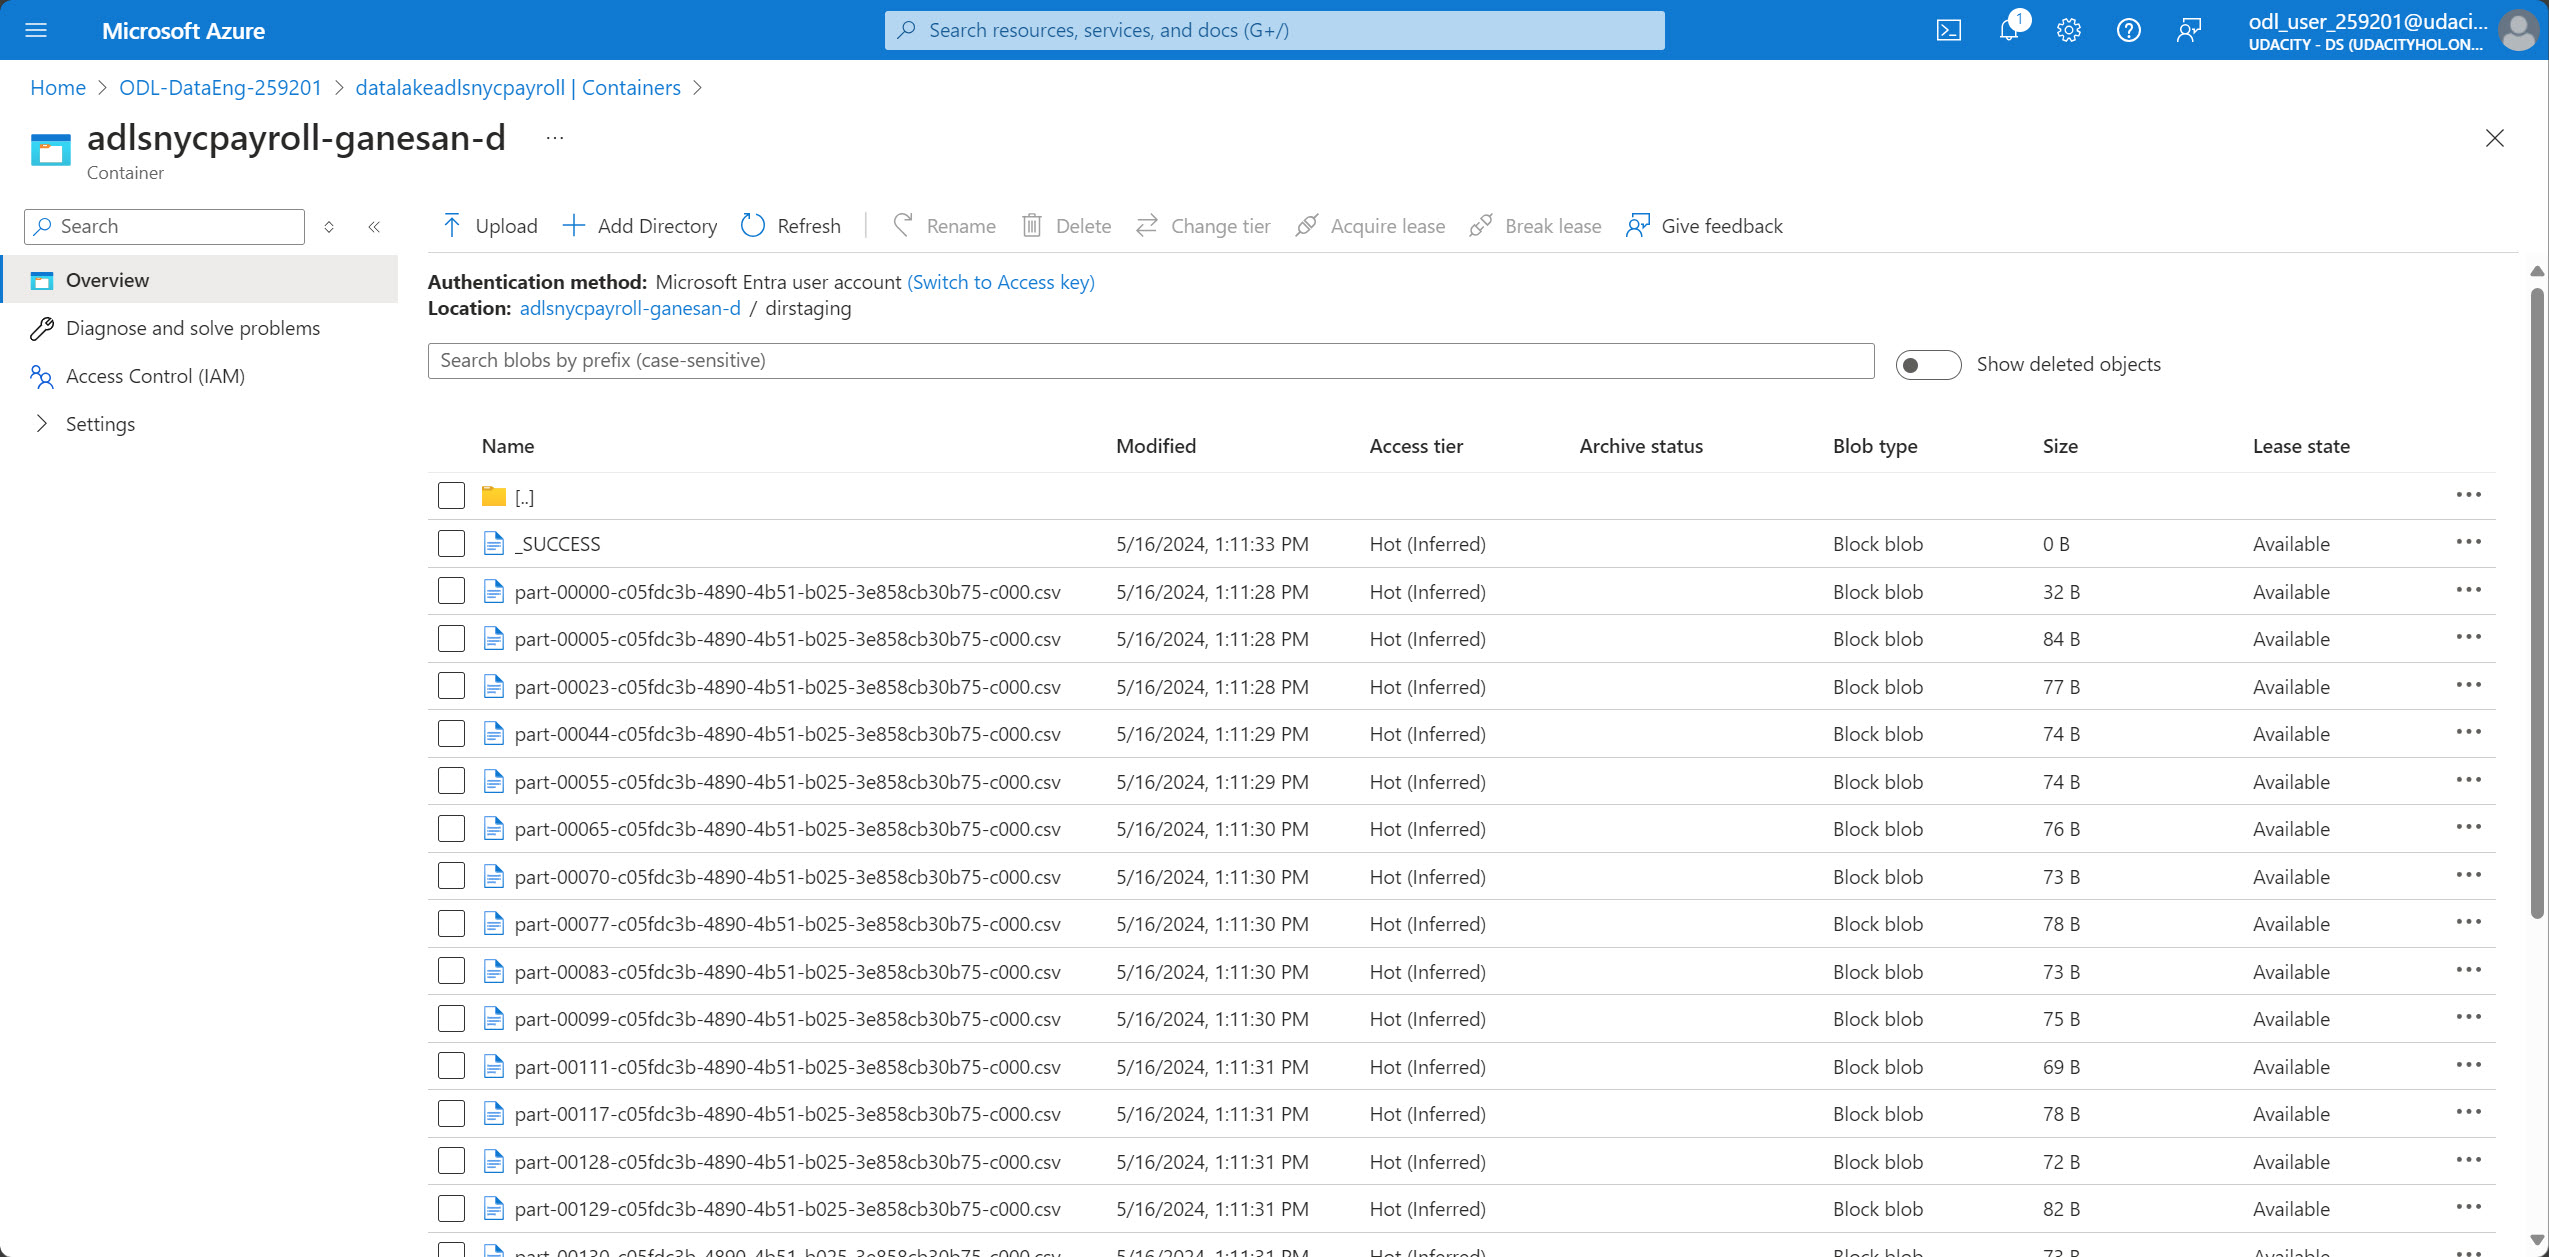 Microsoft Azure
Search resources, services, and docs (G+/)
1
odl_user_259201@udaci...
UDACITY - DS (UDACITYHOL.ON...
Home > ODL-DataEng-259201 > datalakeadlsnycpayroll | Containers >
adlsnycpayroll-ganesan-d ...
Container
Search
Overview
Diagnose and solve problems
Access Control (IAM)
Settings
Upload Add Directory Refresh Rename Delete Change tier Acquire lease Break lease Give feedback
Authentication method: Microsoft Entra user account (Switch to Access key)
Location: adlsnycpayroll-ganesan-d / dirstaging
Search blobs by prefix (case-sensitive)
Show deleted objects
Name Modified Access tier Archive status Blob type Size Lease state
[..]
_SUCCESS 5/16/2024, 1:11:33 PM Hot (Inferred) Block blob 0 B Available
part-00000-c05fdc3b-4890-4b51-b025-3e858cb30b75-c000.csv 5/16/2024, 1:11:28 PM Hot (Inferred) Block blob 32 B Available
part-00005-c05fdc3b-4890-4b51-b025-3e858cb30b75-c000.csv 5/16/2024, 1:11:28 PM Hot (Inferred) Block blob 84 B Available
part-00023-c05fdc3b-4890-4b51-b025-3e858cb30b75-c000.csv 5/16/2024, 1:11:28 PM Hot (Inferred) Block blob 77 B Available
part-00044-c05fdc3b-4890-4b51-b025-3e858cb30b75-c000.csv 5/16/2024, 1:11:29 PM Hot (Inferred) Block blob 74 B Available
part-00055-c05fdc3b-4890-4b51-b025-3e858cb30b75-c000.csv 5/16/2024, 1:11:29 PM Hot (Inferred) Block blob 74 B Available
part-00065-c05fdc3b-4890-4b51-b025-3e858cb30b75-c000.csv 5/16/2024, 1:11:30 PM Hot (Inferred) Block blob 76 B Available
part-00070-c05fdc3b-4890-4b51-b025-3e858cb30b75-c000.csv 5/16/2024, 1:11:30 PM Hot (Inferred) Block blob 73 B Available
part-00077-c05fdc3b-4890-4b51-b025-3e858cb30b75-c000.csv 5/16/2024, 1:11:30 PM Hot (Inferred) Block blob 78 B Available
part-00083-c05fdc3b-4890-4b51-b025-3e858cb30b75-c000.csv 5/16/2024, 1:11:30 PM Hot (Inferred) Block blob 73 B Available
part-00099-c05fdc3b-4890-4b51-b025-3e858cb30b75-c000.csv 5/16/2024, 1:11:30 PM Hot (Inferred) Block blob 75 B Available
part-00111-c05fdc3b-4890-4b51-b025-3e858cb30b75-c000.csv 5/16/2024, 1:11:31 PM Hot (Inferred) Block blob 69 B Available
part-00117-c05fdc3b-4890-4b51-b025-3e858cb30b75-c000.csv 5/16/2024, 1:11:31 PM Hot (Inferred) Block blob 78 B Available
part-00128-c05fdc3b-4890-4b51-b025-3e858cb30b75-c000.csv 5/16/2024, 1:11:31 PM Hot (Inferred) Block blob 72 B Available
part-00129-c05fdc3b-4890-4b51-b025-3e858cb30b75-c000.csv 5/16/2024, 1:11:31 PM Hot (Inferred) Block blob 82 B Available
part-00130-c05fdc3b-4890-4b51-b025-3e858cb30b75-c000.csv 5/16/2024, 1:11:31 PM Hot (Inferred) Block blob 73 B Available